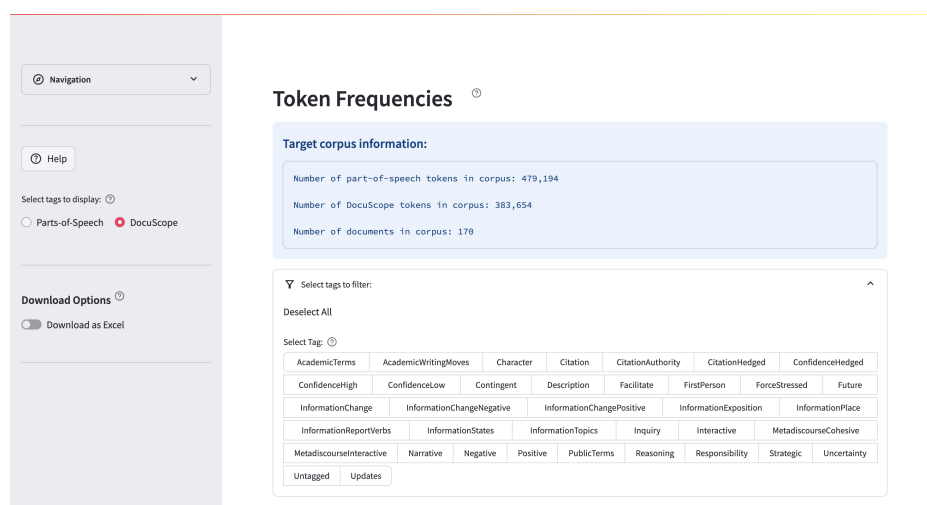 Navigation
Help
Select tags to display:
Parts-of-Speech DocuScope
Download Options
Download as Excel
Token Frequencies
Target corpus information:
Number of part-of-speech tokens in corpus: 479,194
Number of DocuScope tokens in corpus: 383,654
Number of documents in corpus: 170
Select tags to filter:
Deselect All
Select Tag:
AcademicTerms AcademicWritingMoves Character Citation CitationAuthority CitationHedged ConfidenceHedged
ConfidenceHigh ConfidenceLow Contingent Description Facilitate FirstPerson ForceStressed Future
InformationChange InformationChangeNegative InformationChangePositive InformationExposition InformationPlace
InformationReportVerbs InformationStates InformationTopics Inquiry Interactive MetadiscourseCohesive
MetadiscourseInteractive Narrative Negative Positive PublicTerms Reasoning Responsibility Strategic Uncertainty
Untagged Updates